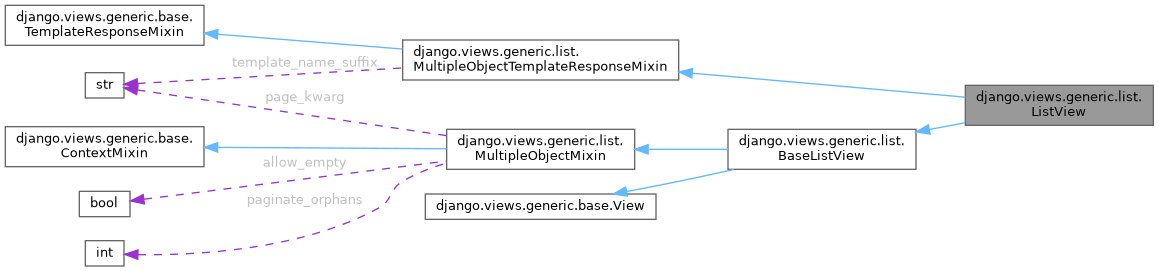 django.views.generic.base.
TemplateResponseMixin
django.views.generic.list.
MultipleObjectTemplateResponseMixin
template_name_suffix
str
page_kwarg
django.views.generic.list.
ListView
django.views.generic.base.
ContextMixin
django.views.generic.list.
MultipleObjectMixin
django.views.generic.list.
BaseListView
allow_empty
bool
paginate_orphans
django.views.generic.base.View
int